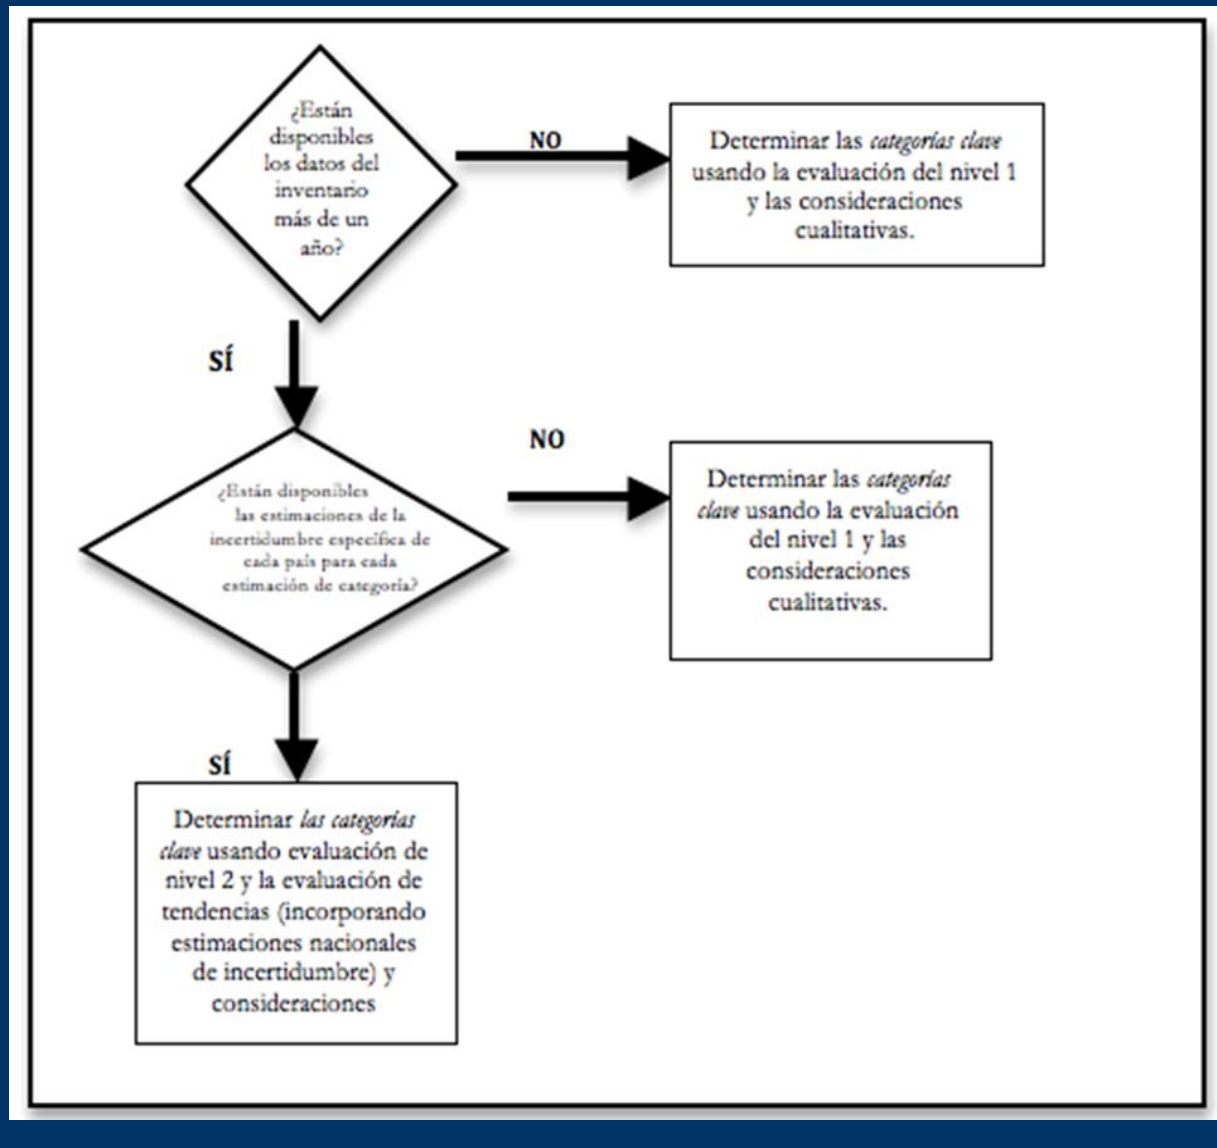 ¿Están
disponibles
los datos del
inventario
más de un
año?
NO
Determinar las categorías clave
usando la evaluación del nivel 1
y las consideraciones
cualitativas.
SÍ
¿Están disponibles
las estimaciones de la
incertidumbre específica de
cada país para cada
estimación de categoría?
NO
Determinar las categorías
clave usando la evaluación
del nivel 1 y las
consideraciones
cualitativas.
SÍ
Determinar las categorías
clave usando evaluación de
nivel 2 y la evaluación de
tendencias (incorporando
estimaciones nacionales
de incertidumbre) y
consideraciones